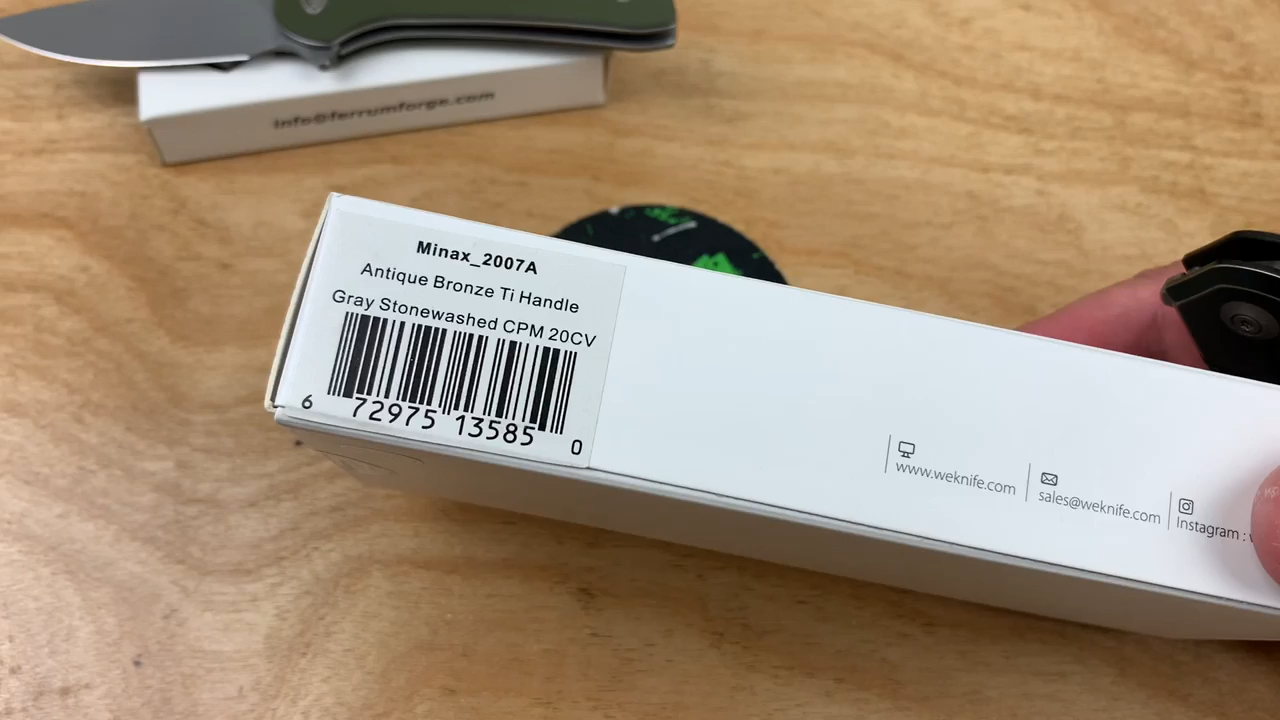 info@ferrumforge.com
Minax_2007A
Antique Bronze Ti Handle
Gray Stonewashed CPM 20CV
6 72975 13585 0
www.weknife.com
sales@weknife.com
Instagram :